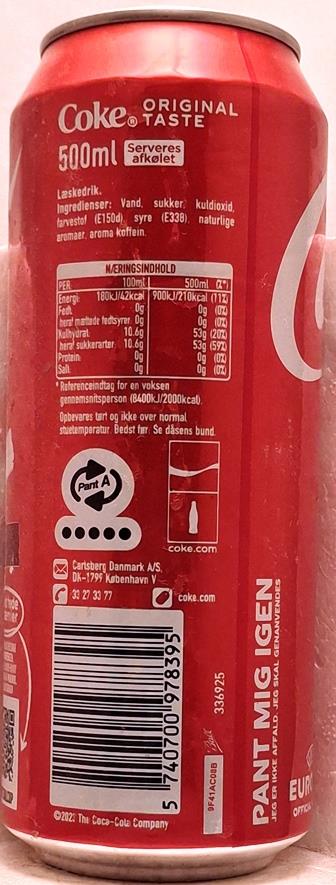 Coke® ORIGINAL TASTE
500ml Serveres afkølet
Læskedrik.
Ingredienser: Vand, sukker, kuldioxid,
farvestof (E150d), syre (E338), naturlige
aromaer, aroma koffein.
NÆRINGSINDHOLD
PER 100ml 500ml (%*)
Energi: 180kJ/42kcal 900kJ/210kcal (11%)
Fedt: 0g 0g (0%)
heraf mættede fedtsyrer: 0g 0g (0%)
Kulhydrat: 10.6g 53g (20%)
heraf sukkerarter: 10.6g 53g (59%)
Protein: 0g 0g (0%)
Salt: 0g 0g (0%)
*Referenceindtag for en voksen
gennemsnitsperson (8400kJ/2000kcal).
Opbevares tørt og ikke over normal
stuetemperatur. Bedst før: Se dåsens bund.
Pant A
coke.com
Carlsberg Danmark A/S,
DK-1799 København V
33 27 33 77 coke.com
5 740700 978395
336925
9F41AC08B
©2023 The Coca-Cola Company
PANT MIG IGEN
JEG ER IKKE AFFALD. JEG SKAL GENANVENDES